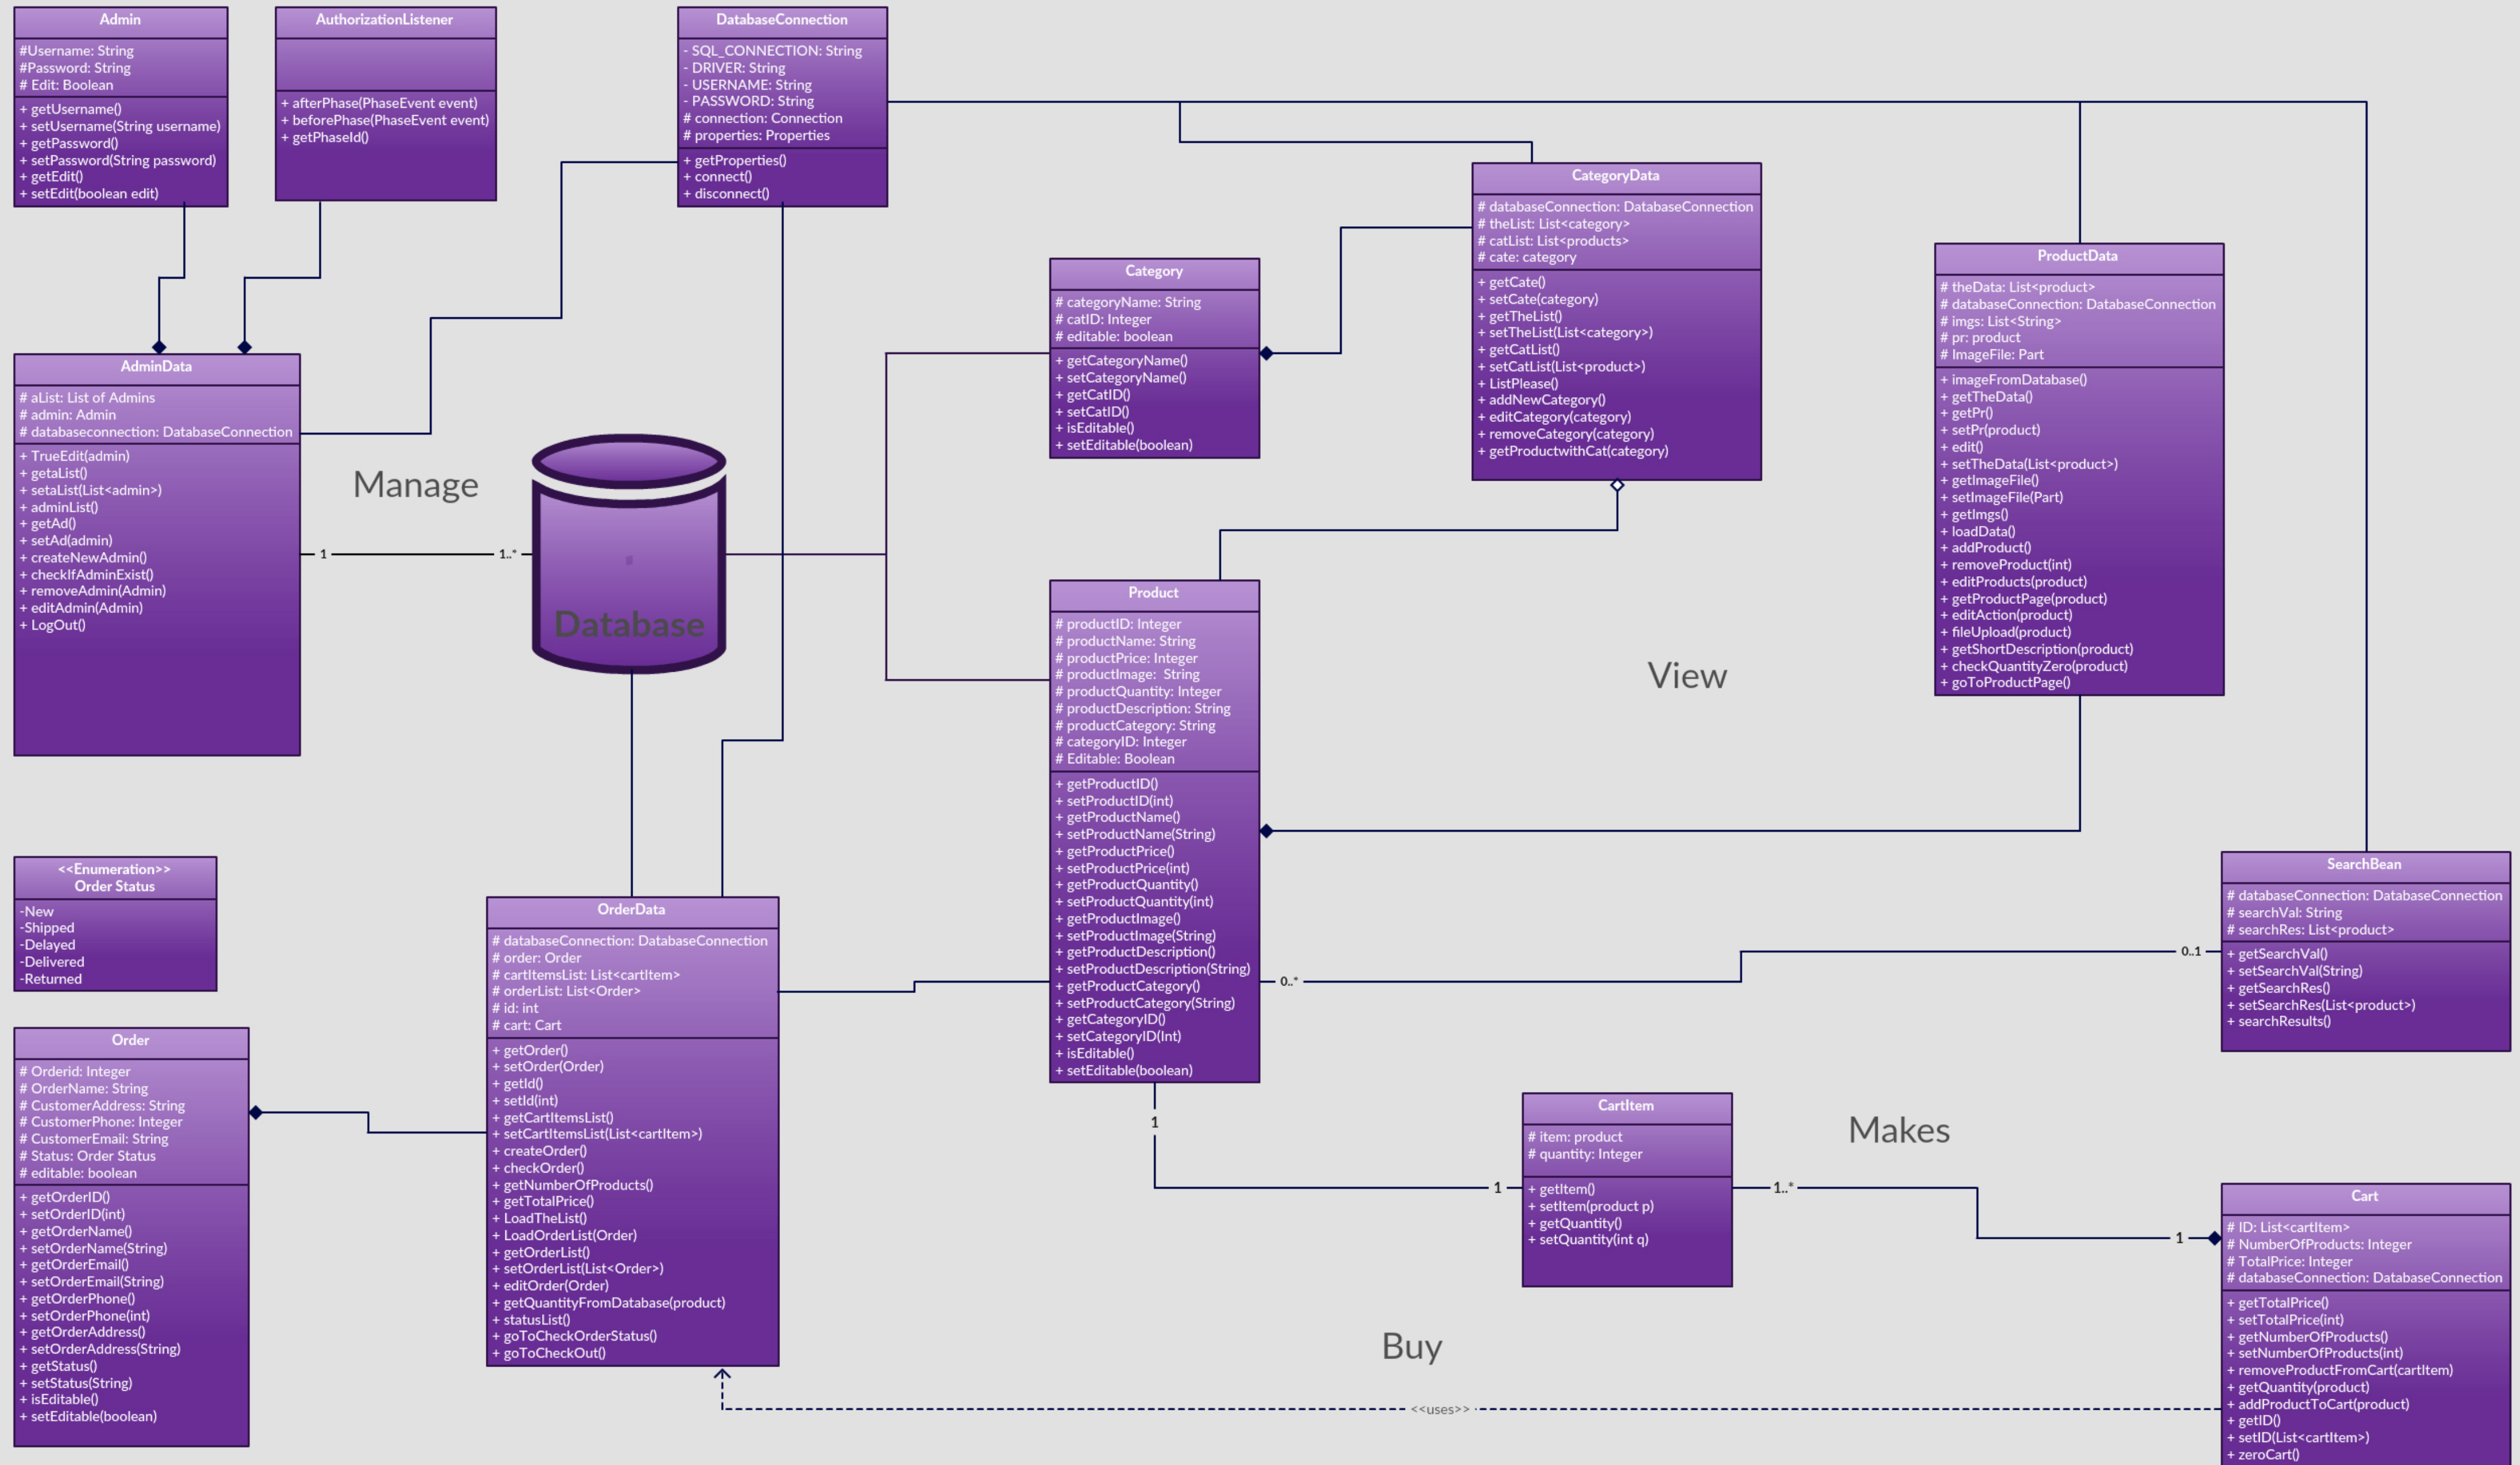 Admin
#Username: String
#Password: String
# Edit: Boolean
+ getUsername()
+ setUsername(String username)
+ getPassword()
+ setPassword(String password)
+ getEdit()
+ setEdit(boolean edit)
AuthorizationListener
+ afterPhase(PhaseEvent event)
+ beforePhase(PhaseEvent event)
+ getPhaseId()
DatabaseConnection
- SQL_CONNECTION: String
- DRIVER: String
- USERNAME: String
- PASSWORD: String
# connection: Connection
# properties: Properties
+ getProperties()
+ connect()
+ disconnect()
CategoryData
# databaseConnection: DatabaseConnection
# theList: List<category>
# catList: List<products>
# cate: category
+ getCate()
+ setCate(category)
+ getTheList()
+ setTheList(List<category>)
+ getCatList()
+ setCatList(List<product>)
+ ListPlease()
+ addNewCategory()
+ editCategory(category)
+ removeCategory(category)
+ getProductwithCat(category)
ProductData
# theData: List<product>
# databaseConnection: DatabaseConnection
# imgs: List<String>
# pr: product
# ImageFile: Part
+ imageFromDatabase()
+ getTheData()
+ getPr()
+ setPr(product)
+ edit()
+ setTheData(List<product>)
+ getImageFile()
+ setImageFile(Part)
+ getImgs()
+ loadData()
+ addProduct()
+ removeProduct(int)
+ editProducts(product)
+ getProductPage(product)
+ editAction(product)
+ fileUpload(product)
+ getShortDescription(product)
+ checkQuantityZero(product)
+ goToProductPage()
Category
# categoryName: String
# catID: Integer
# editable: boolean
+ getCategoryName()
+ setCategoryName()
+ getCatID()
+ setCatID()
+ isEditable()
+ setEditable(boolean)
AdminData
# aList: List of Admins
# admin: Admin
# databaseconnection: DatabaseConnection
+ TrueEdit(admin)
+ getaList()
+ setaList(List<admin>)
+ adminList()
+ getAd()
+ setAd(admin)
+ createNewAdmin()
+ checkIfAdminExist()
+ removeAdmin(Admin)
+ editAdmin(Admin)
+ LogOut()
Manage
1
1..*
Database
Product
# productID: Integer
# productName: String
# productPrice: Integer
# productImage:  String
# productQuantity: Integer
# productDescription: String
# productCategory: String
# categoryID: Integer
# Editable: Boolean
+ getProductID()
+ setProductID(int)
+ getProductName()
+ setProductName(String)
+ getProductPrice()
+ setProductPrice(int)
+ getProductQuantity()
+ setProductQuantity(int)
+ getProductImage()
+ setProductImage(String)
+ getProductDescription()
+ setProductDescription(String)
+ getProductCategory()
+ setProductCategory(String)
+ getCategoryID()
+ setCategoryID(Int)
+ isEditable()
+ setEditable(boolean)
View
<<Enumeration>>
Order Status
-New
-Shipped
-Delayed
-Delivered
-Returned
OrderData
# databaseConnection: DatabaseConnection
# order: Order
# cartItemsList: List<cartItem>
# orderList: List<Order>
# id: int
# cart: Cart
+ getOrder()
+ setOrder(Order)
+ getId()
+ setId(int)
+ getCartItemsList()
+ setCartItemsList(List<cartItem>)
+ createOrder()
+ checkOrder()
+ getNumberOfProducts()
+ getTotalPrice()
+ LoadTheList()
+ LoadOrderList(Order)
+ getOrderList()
+ setOrderList(List<Order>)
+ editOrder(Order)
+ getQuantityFromDatabase(product)
+ statusList()
+ goToCheckOrderStatus()
+ goToCheckOut()
SearchBean
# databaseConnection: DatabaseConnection
# searchVal: String
# searchRes: List<product>
+ getSearchVal()
+ setSearchVal(String)
+ getSearchRes()
+ setSearchRes(List<product>)
+ searchResults()
0..*
0..1
Order
# Orderid: Integer
# OrderName: String
# CustomerAddress: String
# CustomerPhone: Integer
# CustomerEmail: String
# Status: Order Status
# editable: boolean
+ getOrderID()
+ setOrderID(int)
+ getOrderName()
+ setOrderName(String)
+ getOrderEmail()
+ setOrderEmail(String)
+ getOrderPhone()
+ setOrderPhone(int)
+ getOrderAddress()
+ setOrderAddress(String)
+ getStatus()
+ setStatus(String)
+ isEditable()
+ setEditable(boolean)
1
1
CartItem
# item: product
# quantity: Integer
+ getItem()
+ setItem(product p)
+ getQuantity()
+ setQuantity(int q)
Makes
1..*
1
Cart
# ID: List<cartItem>
# NumberOfProducts: Integer
# TotalPrice: Integer
# databaseConnection: DatabaseConnection
+ getTotalPrice()
+ setTotalPrice(int)
+ getNumberOfProducts()
+ setNumberOfProducts(int)
+ removeProductFromCart(cartItem)
+ getQuantity(product)
+ addProductToCart(product)
+ getID()
+ setID(List<cartItem>)
+ zeroCart()
Buy
<<uses>>